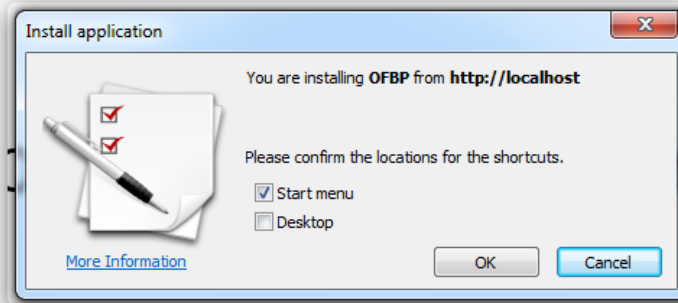 Install application
You are installing OFBP from http://localhost
Please confirm the locations for the shortcuts.
Start menu
Desktop
More Information
OK
Cancel